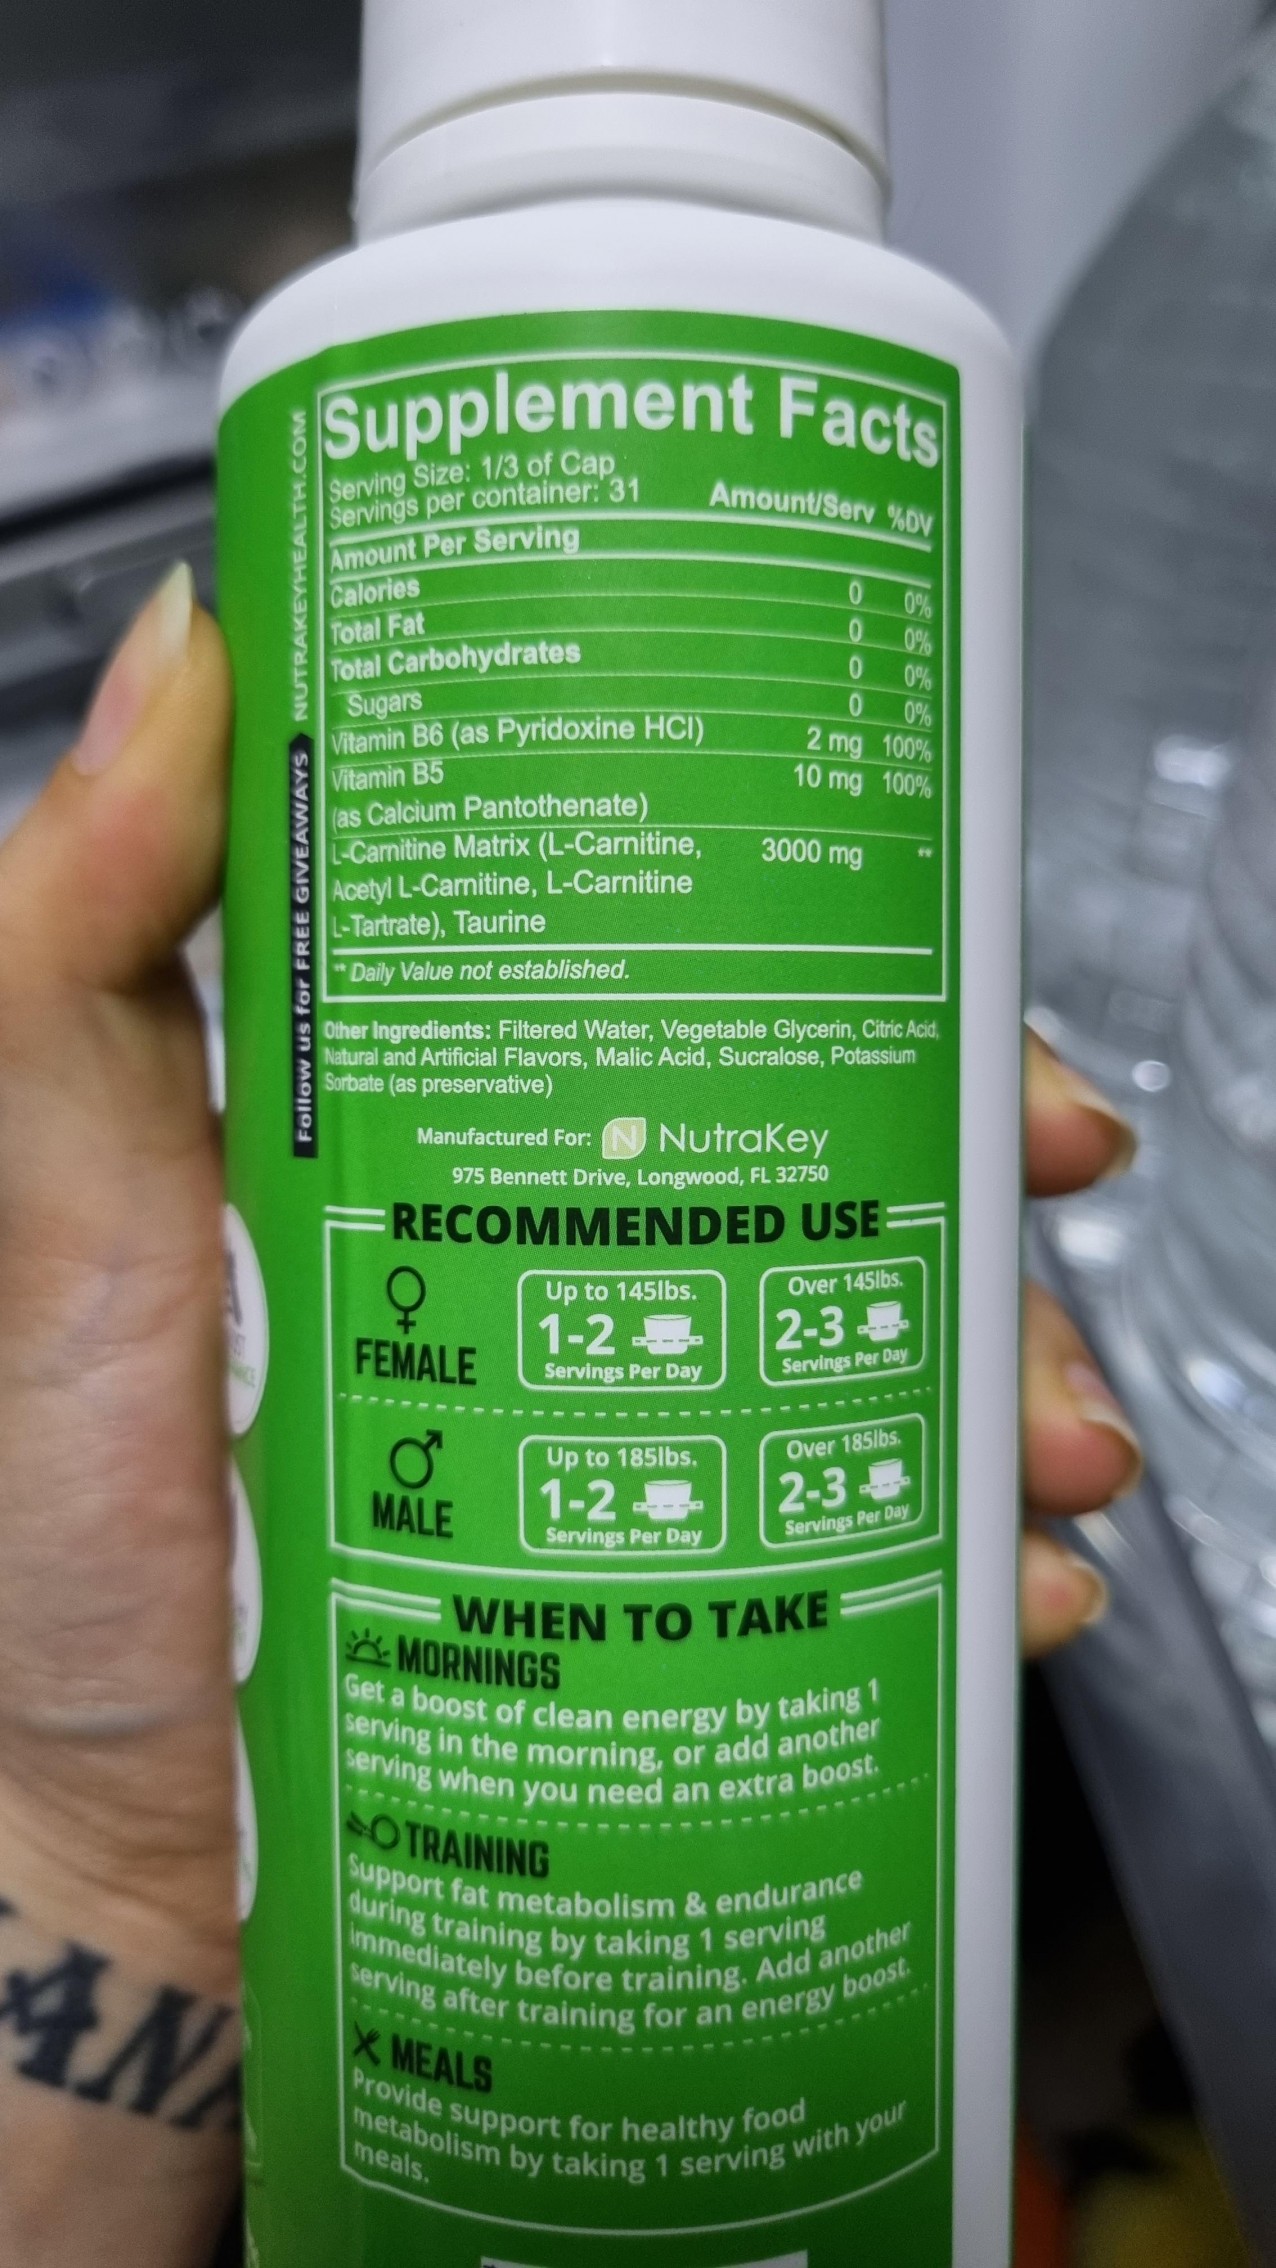 Supplement Facts
Serving Size: 1/3 of Cap
Servings per container: 31
Amount/Serv %DV
Amount Per Serving
Calories 0 0%
Total Fat 0 0%
Total Carbohydrates 0 0%
Sugars 0 0%
Vitamin B6 (as Pyridoxine HCl) 2 mg 100%
Vitamin B5 10 mg 100%
(as Calcium Pantothenate)
L-Carnitine Matrix (L-Carnitine, 3000 mg **
Acetyl L-Carnitine, L-Carnitine
L-Tartrate), Taurine
** Daily Value not established.
Other Ingredients: Filtered Water, Vegetable Glycerin, Citric Acid,
Natural and Artificial Flavors, Malic Acid, Sucralose, Potassium
Sorbate (as preservative)
Manufactured For: N NutraKey
975 Bennett Drive, Longwood, FL 32750
Follow us for FREE GIVEAWAYS NUTRAKEYHEALTH.COM
RECOMMENDED USE
FEMALE
Up to 145lbs.
1-2
Servings Per Day
Over 145lbs.
2-3
Servings Per Day
MALE
Up to 185lbs.
1-2
Servings Per Day
Over 185lbs.
2-3
Servings Per Day
WHEN TO TAKE
MORNINGS
Get a boost of clean energy by taking 1
serving in the morning, or add another
serving when you need an extra boost.
TRAINING
Support fat metabolism & endurance
during training by taking 1 serving
immediately before training. Add another
serving after training for an energy boost.
MEALS
Provide support for healthy food
metabolism by taking 1 serving with your
meals.